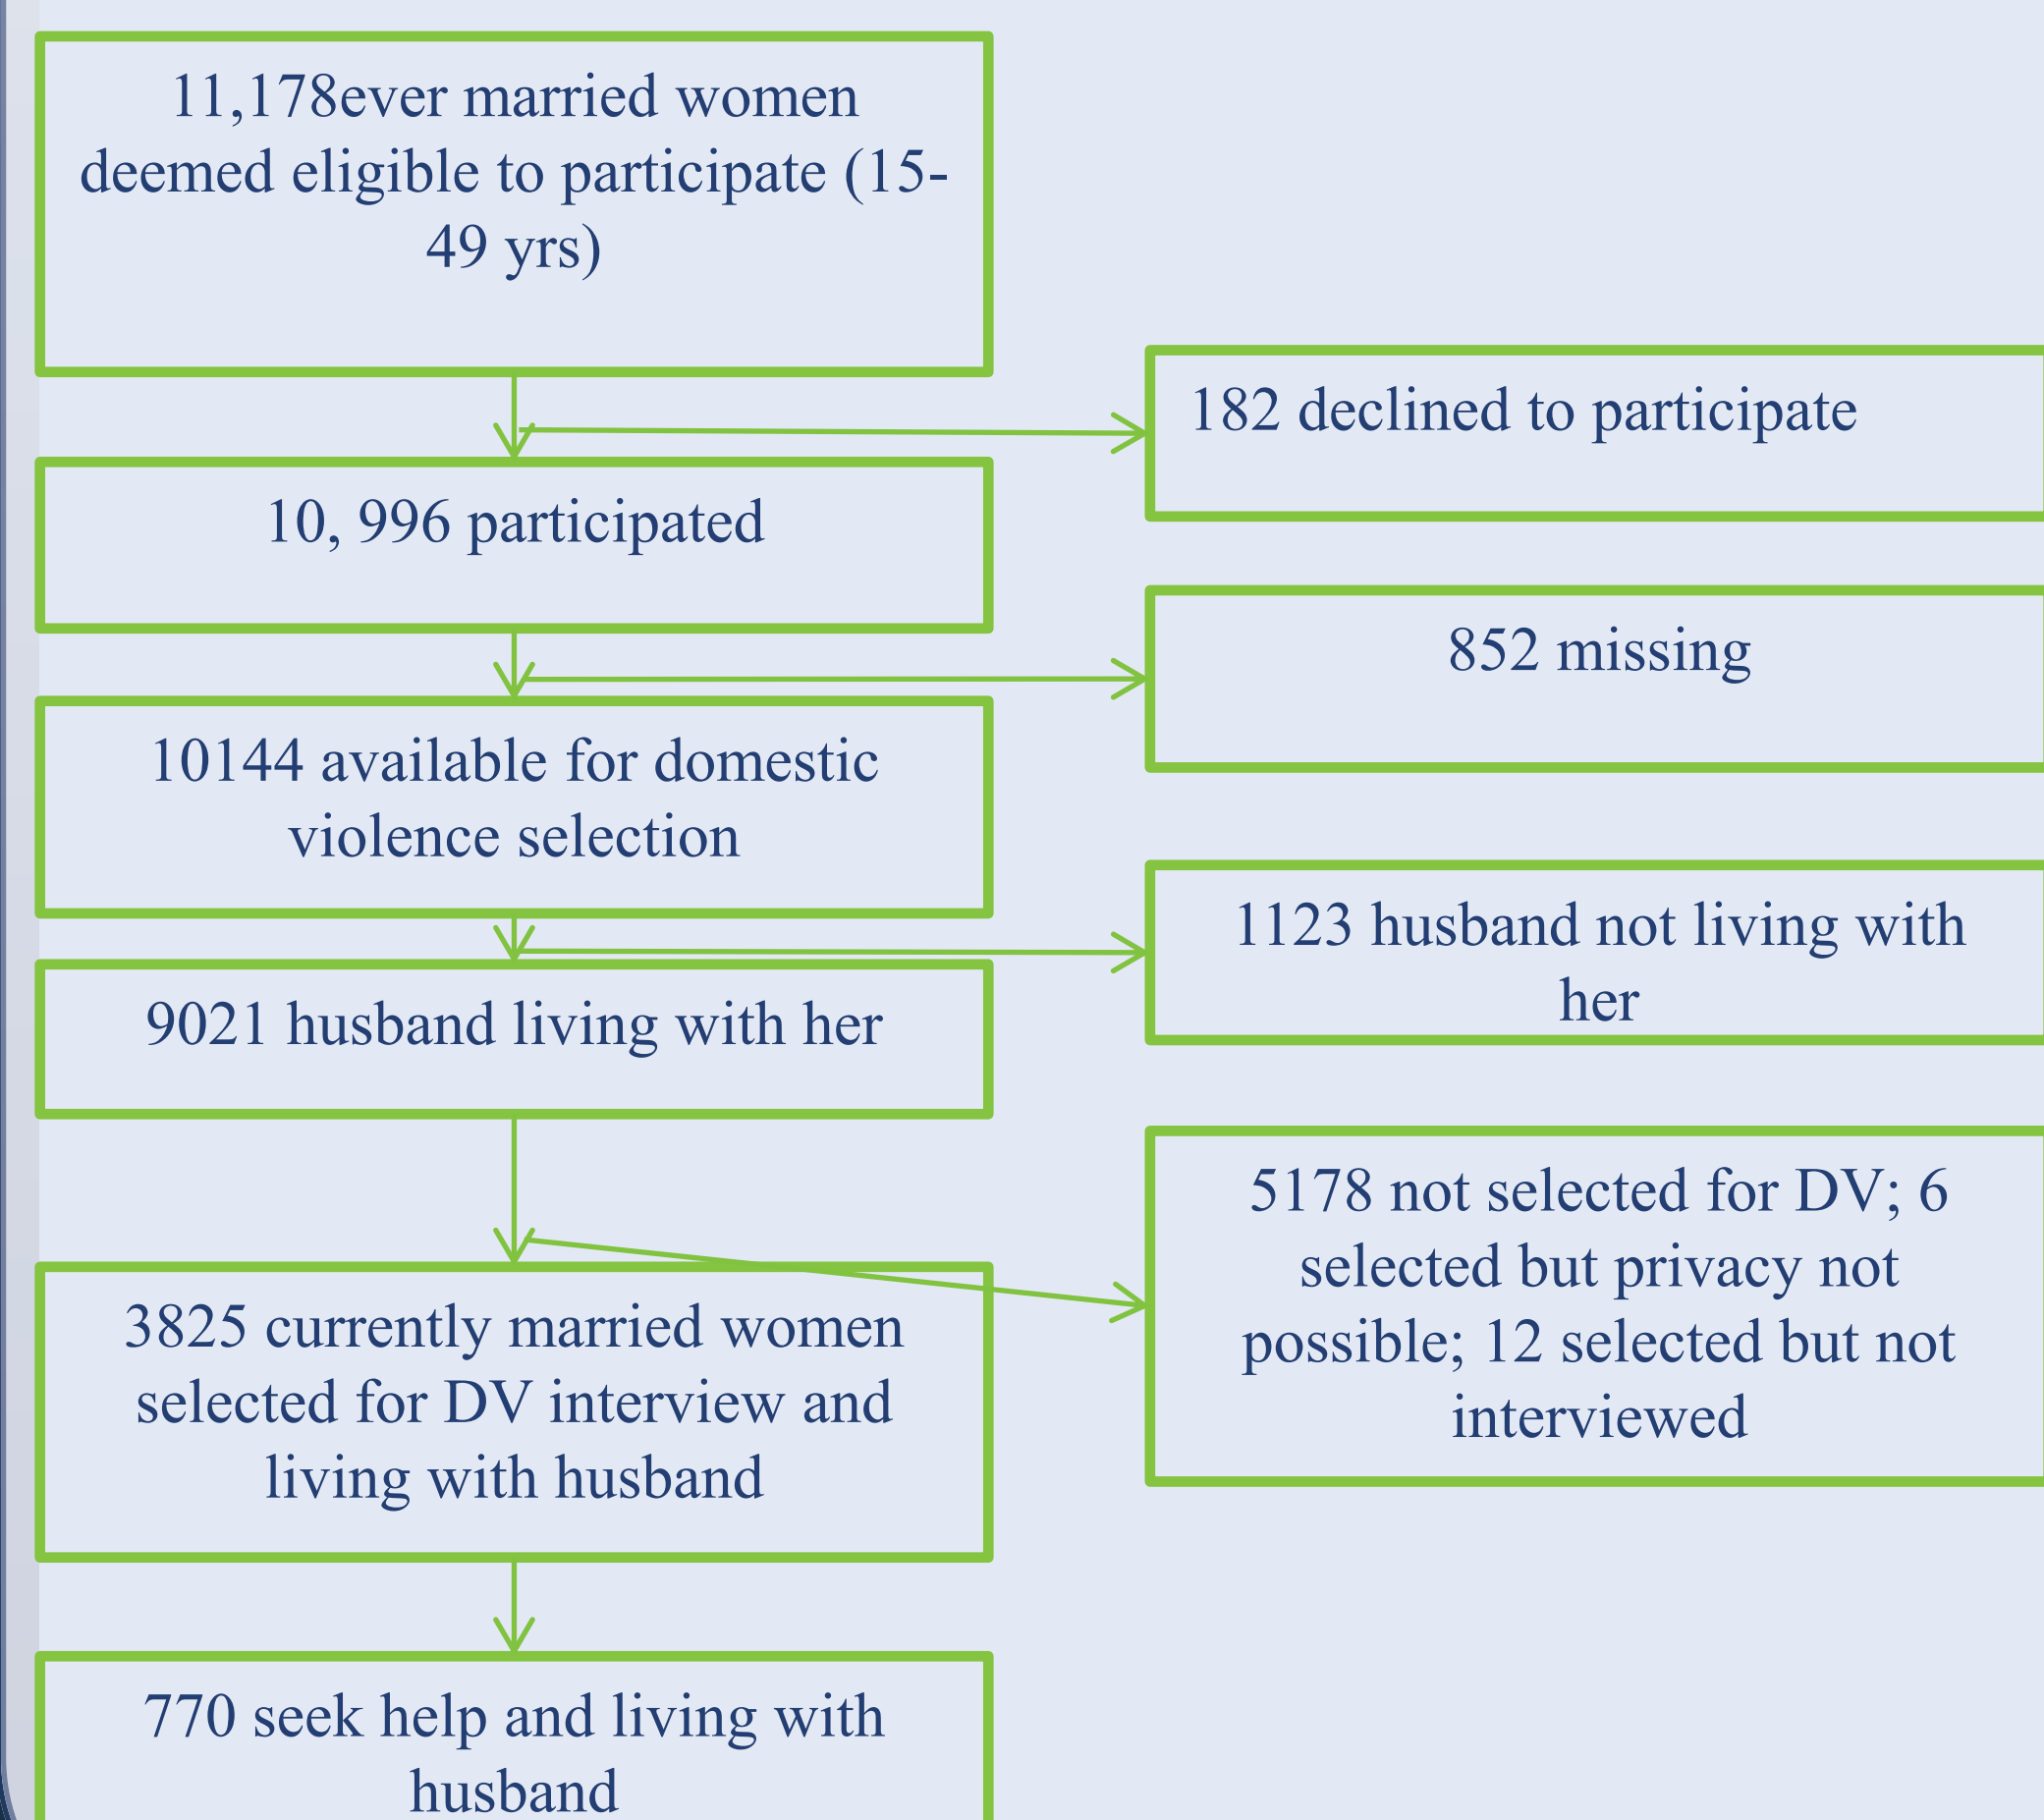 11,178ever married women
deemed eligible to participate (15-
49 yrs)
182 declined to participate
10, 996 participated
852 missing
10144 available for domestic
violence selection
1123 husband not living with
her
9021 husband living with her
5178 not selected for DV; 6
selected but privacy not
possible; 12 selected but not
interviewed
3825 currently married women
selected for DV interview and
living with husband
770 seek help and living with
husband